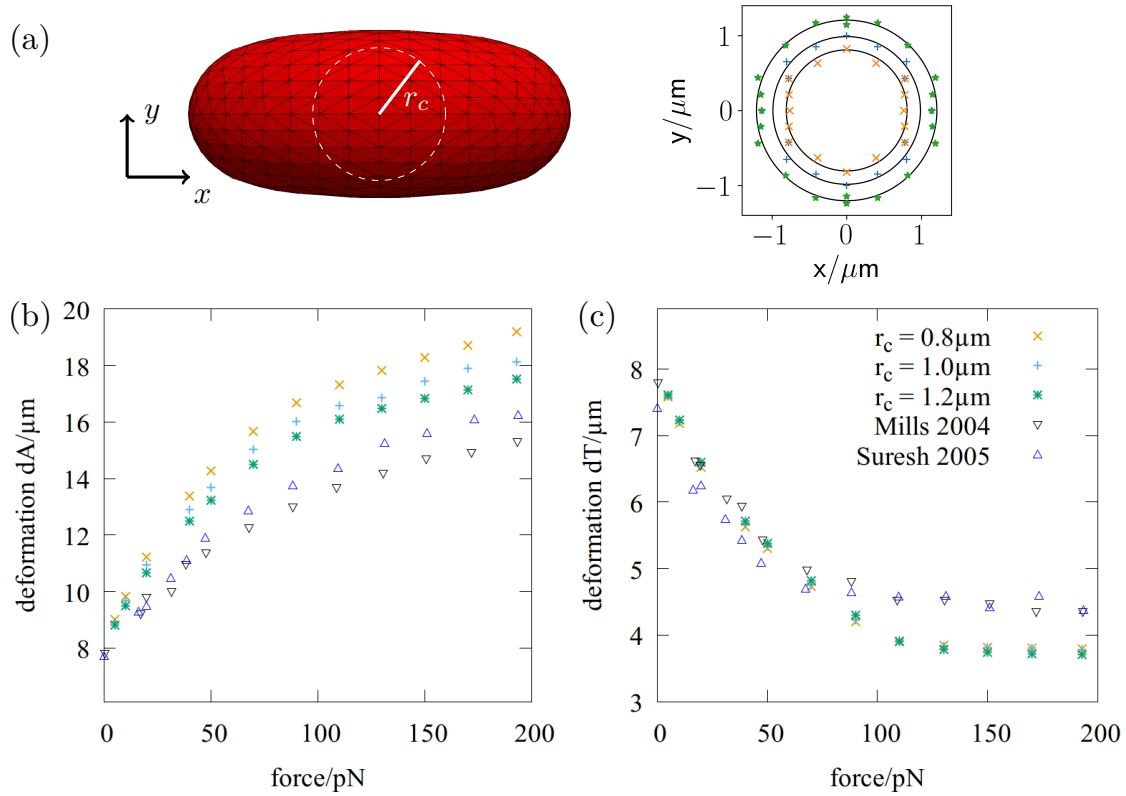 (a)
y
x
r_c
1
0
−1
y/μm
−1 0 1
x/μm
(b)
20
18
16
14
12
10
8
deformation dA/µm
0 50 100 150 200
force/pN
(c)
8
7
6
5
4
3
deformation dT/µm
r_c = 0.8µm
r_c = 1.0µm
r_c = 1.2µm
Mills 2004
Suresh 2005
0 50 100 150 200
force/pN